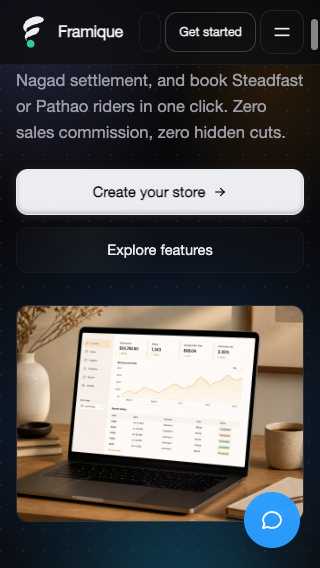 Framique
Get started
Nagad settlement, and book Steadfast
or Pathao riders in one click. Zero
sales commission, zero hidden cuts.
Create your store →
Explore features